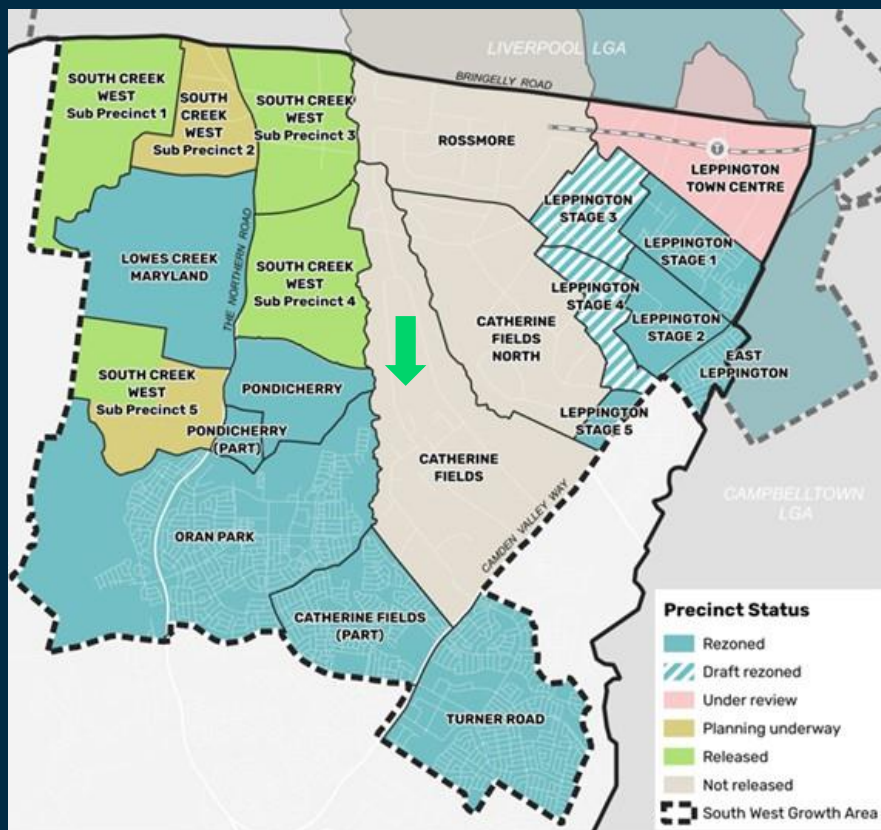 LIVERPOOL LGA
BRINGELLY ROAD
SOUTH CREEK
WEST
Sub Precinct 1
SOUTH
CREEK
WEST
Sub Precinct 2
SOUTH CREEK
WEST
Sub Precinct 3
ROSSMORE
T
LEPPINGTON
TOWN CENTRE
LEPPINGTON
STAGE 3
LEPPINGTON
STAGE 1
LOWES CREEK
MARYLAND
THE NORTHERN ROAD
SOUTH CREEK
WEST
Sub Precinct 4
LEPPINGTON
STAGE 4
LEPPINGTON
STAGE 2
CATHERINE
FIELDS
NORTH
EAST
LEPPINGTON
SOUTH CREEK
WEST
Sub Precinct 5
PONDICHERRY
PONDICHERRY
(PART)
LEPPINGTON
STAGE 5
CATHERINE
FIELDS
CAMPBELLTOWN
LGA
ORAN PARK
CAMDEN VALLEY WAY
CATHERINE FIELDS
(PART)
TURNER ROAD
Precinct Status
Rezoned
Draft rezoned
Under review
Planning underway
Released
Not released
South West Growth Area